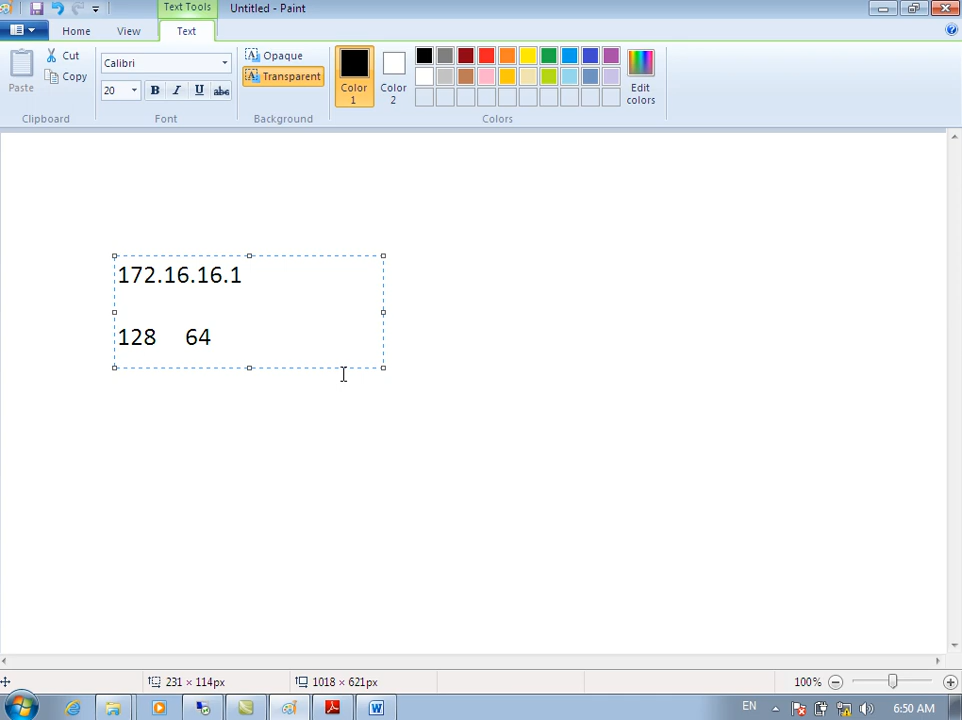 Text Tools
Untitled - Paint
Home
View
Text
Paste
Cut
Copy
Clipboard
Calibri
20
B I U abc
Font
Opaque
Transparent
Background
Color 1
Color 2
Edit colors
Colors
172.16.16.1
128 64
231 × 114px
1018 × 621px
100%
EN
6:50 AM